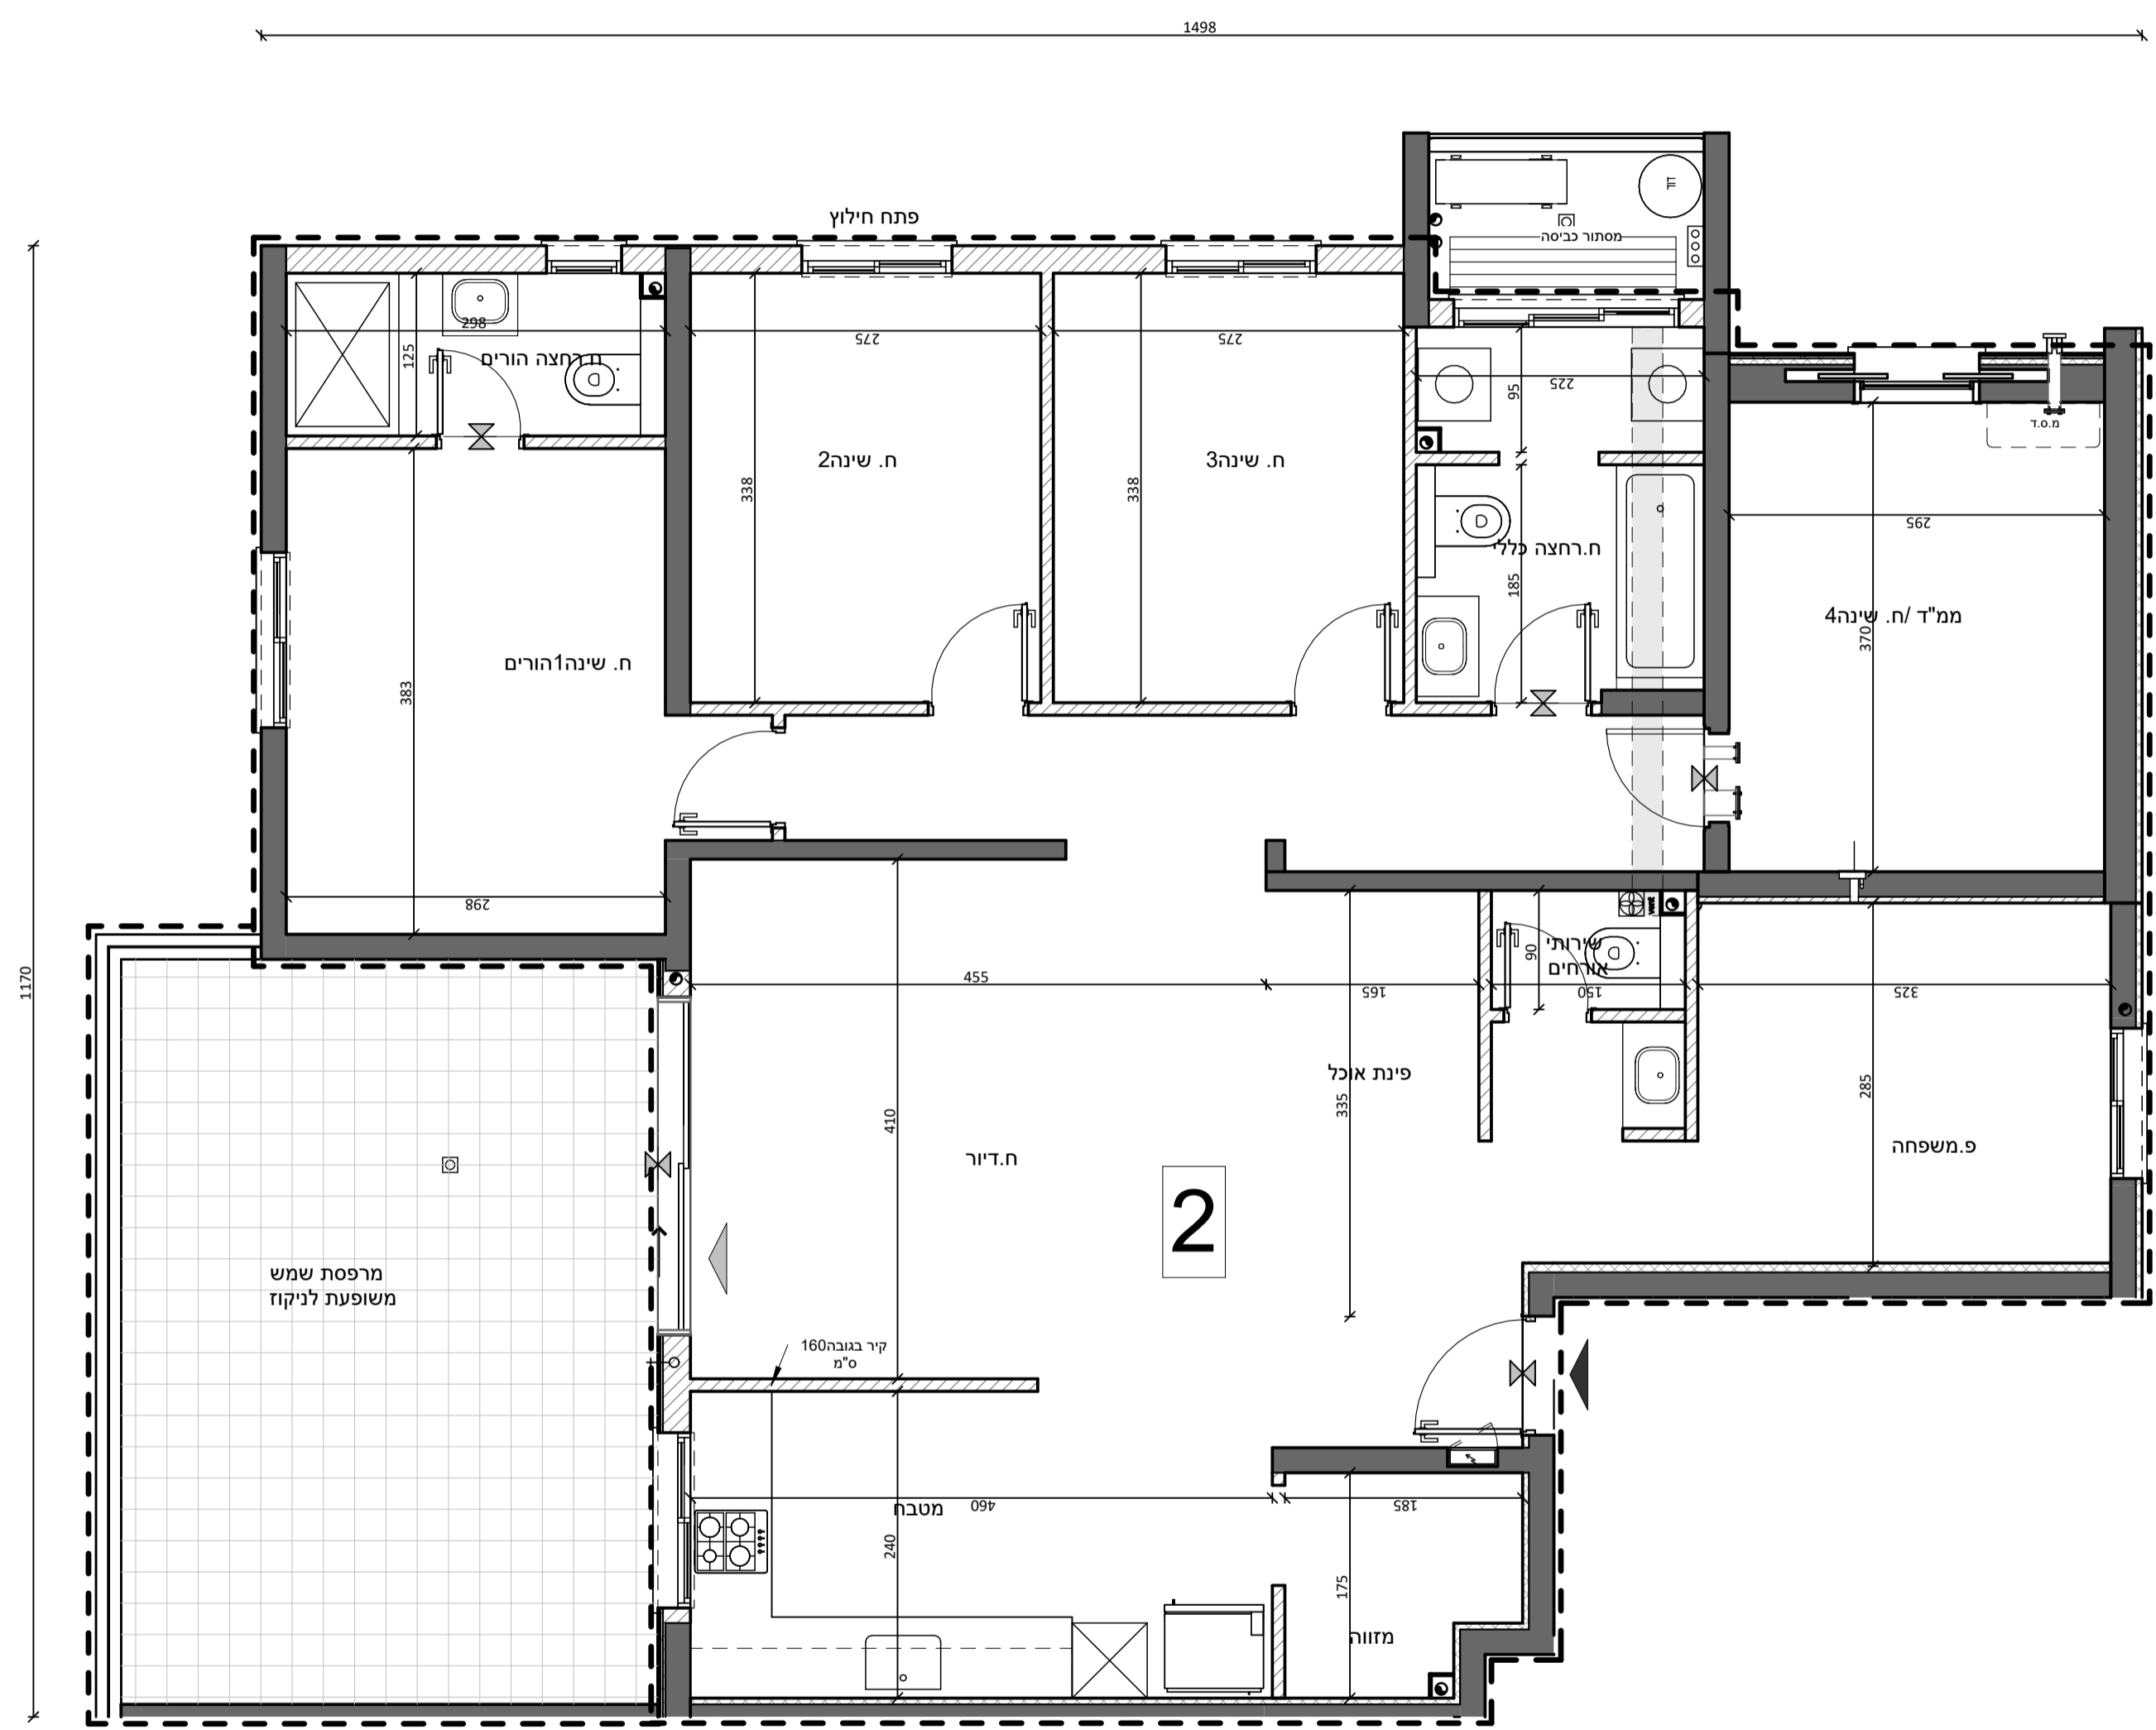 1498
פתח חילוץ
דוד
מסתור כביסה
298
125
ח.רחצה הורים
275
275
225
95
מ.ס.ד
ח. שינה2
338
ח. שינה3
338
295
ח.רחצה כללי
185
ממ"ד /ח. שינה4
370
ח. שינה1הורים
383
298
vent
שירותי
אורחים
90
1170
455
165
150
325
פינת אוכל
335
285
410
ח.דיור
פ.משפחה
2
מרפסת שמש
משופעת לניקוז
קיר בגובה160
ס"מ
מטבח
460
185
240
175
מזווה